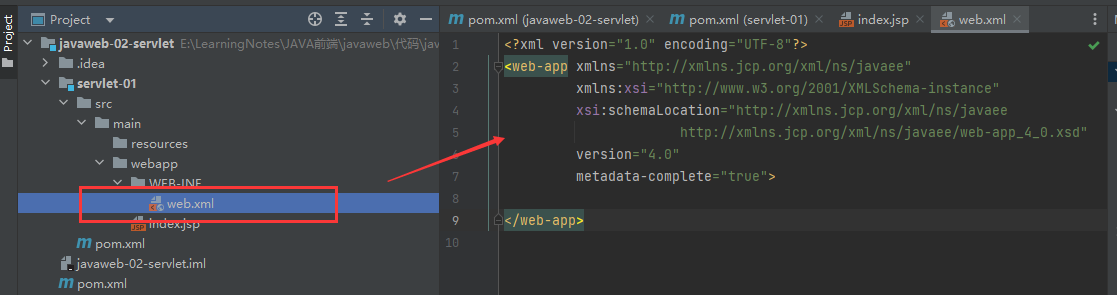 Project
Project
javaweb-02-servlet E:\LearningNotes\JAVA前端\javaweb\代码\jav
.idea
servlet-01
src
main
resources
webapp
WEB-INF
web.xml
index.jsp
pom.xml
javaweb-02-servlet.iml
pom.xml
pom.xml (javaweb-02-servlet)
pom.xml (servlet-01)
index.jsp
web.xml
1 <?xml version="1.0" encoding="UTF-8"?>
2 <web-app xmlns="http://xmlns.jcp.org/xml/ns/javaee"
3 xmlns:xsi="http://www.w3.org/2001/XMLSchema-instance"
4 xsi:schemaLocation="http://xmlns.jcp.org/xml/ns/javaee
5 http://xmlns.jcp.org/xml/ns/javaee/web-app_4_0.xsd"
6 version="4.0"
7 metadata-complete="true">
9 </web-app>
10